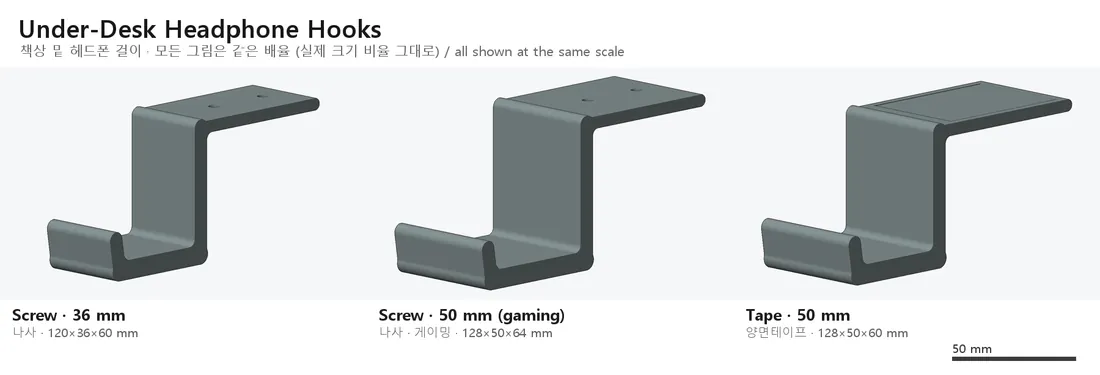 Under-Desk Headphone Hooks
책상 밑 헤드폰 걸이 · 모든 그림은 같은 배율 (실제 크기 비율 그대로) / all shown at the same scale
Screw · 36 mm
나사 · 120×36×60 mm
Screw · 50 mm (gaming)
나사 · 게이밍 · 128×50×64 mm
Tape · 50 mm
양면테이프 · 128×50×60 mm
50 mm